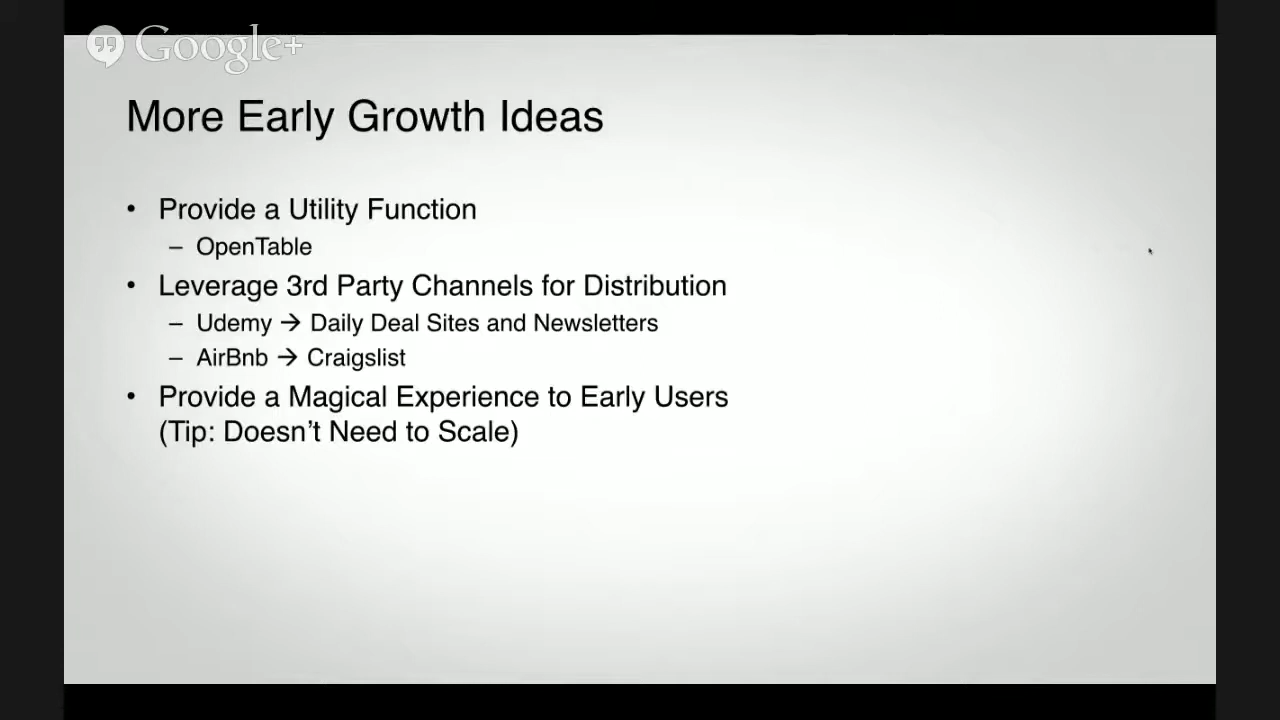 Google+
More Early Growth Ideas
• Provide a Utility Function
– OpenTable
• Leverage 3rd Party Channels for Distribution
– Udemy → Daily Deal Sites and Newsletters
– AirBnb → Craigslist
• Provide a Magical Experience to Early Users
(Tip: Doesn’t Need to Scale)